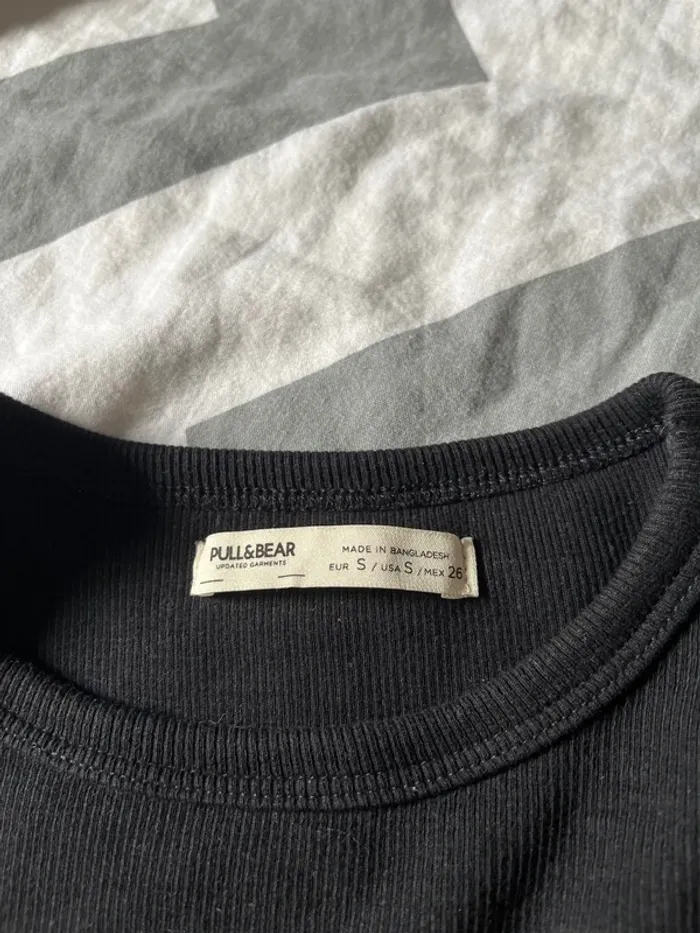 PULL&BEAR
UPDATED GARMENTS
MADE IN BANGLADESH
EUR S / USA S / MEX 26